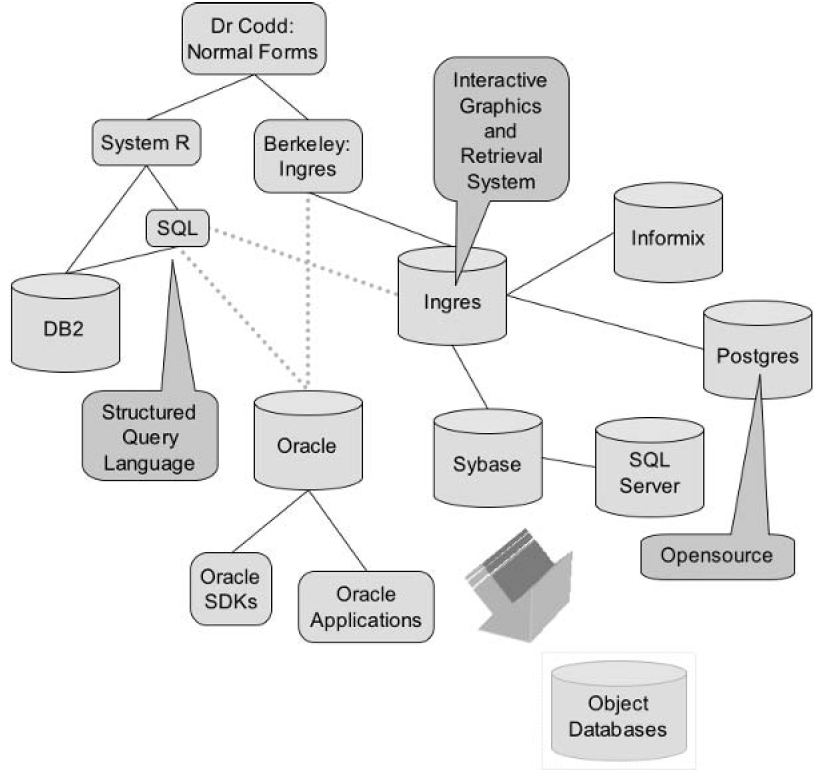 Dr Codd:
Normal Forms
Interactive
Graphics
and
Retrieval
System
System R
Berkeley:
Ingres
SQL
Informix
DB2
Ingres
Postgres
Structured
Query
Language
Oracle
Sybase
SQL
Server
Opensource
Oracle
SDKs
Oracle
Applications
Object
Databases